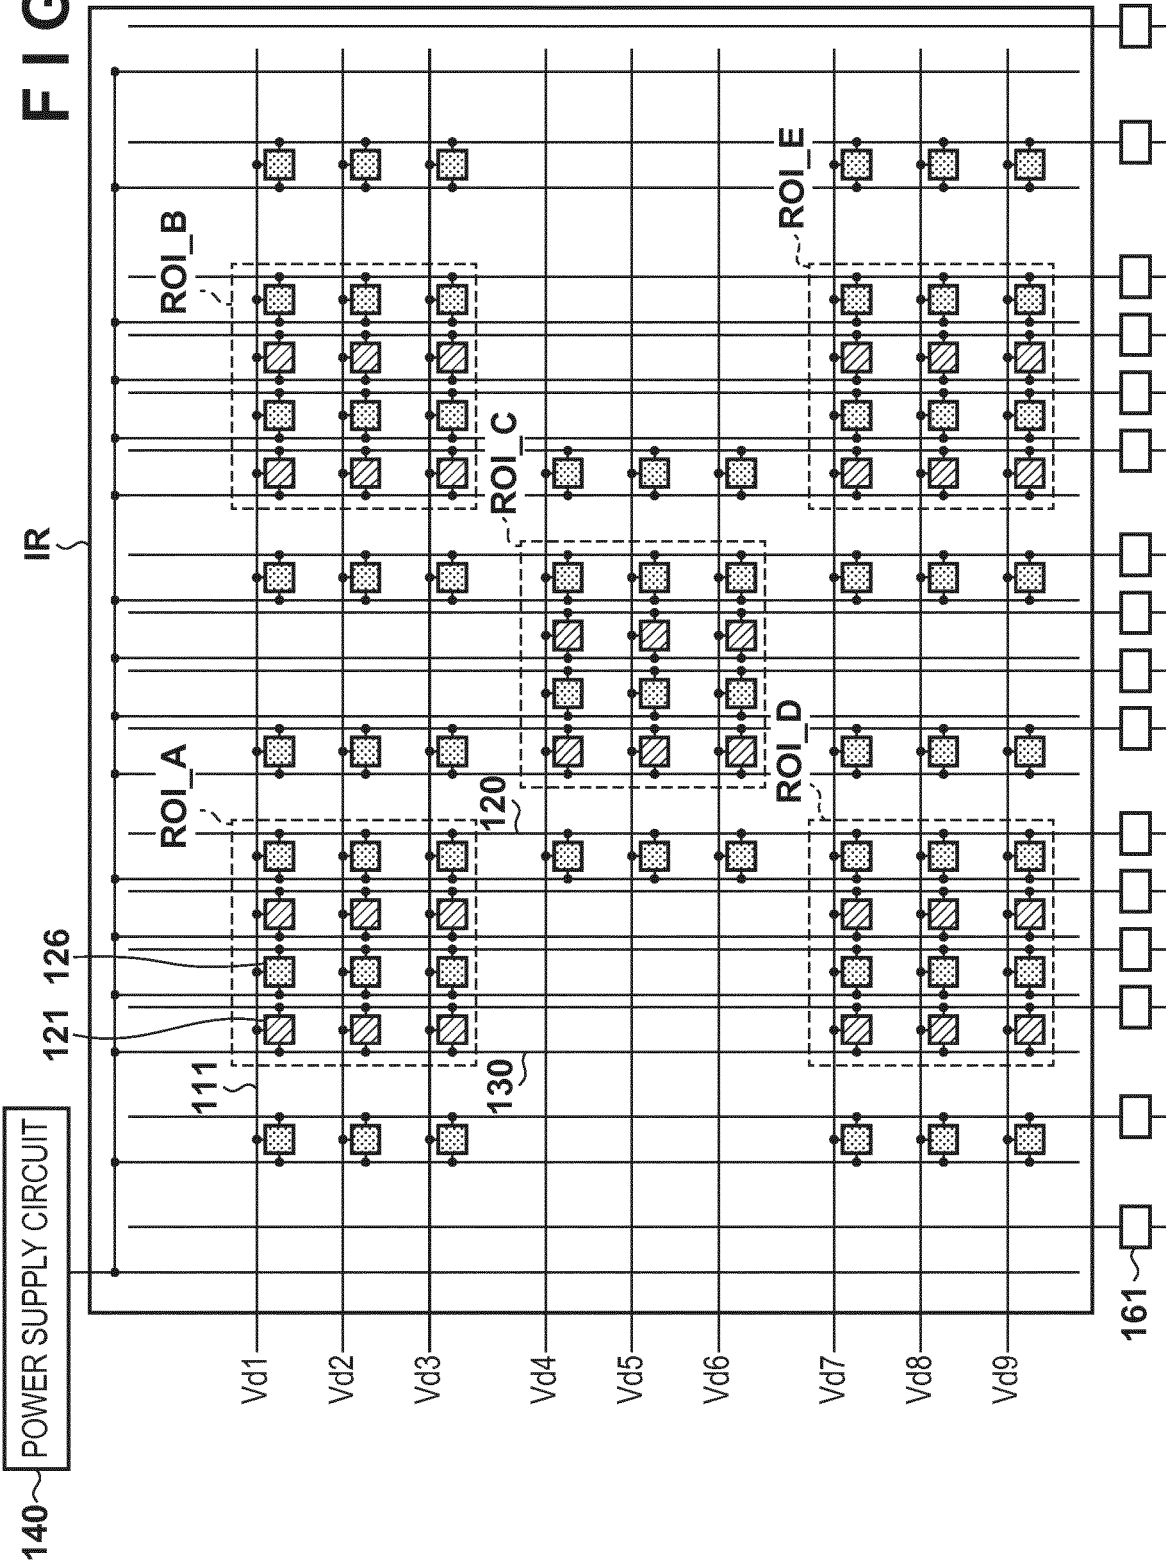 FIG
140 POWER SUPPLY CIRCUIT
IR
121
126
ROI_A
ROI_B
111
Vd1
Vd2
Vd3
130
120
ROI_C
Vd4
Vd5
Vd6
ROI_D
ROI_E
Vd7
Vd8
Vd9
161